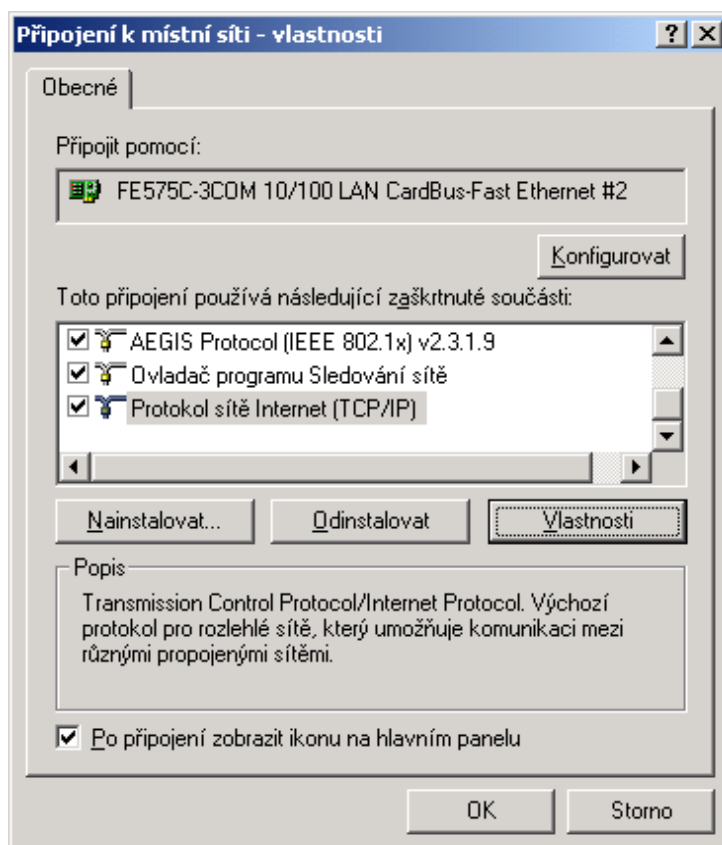 Připojení k místní síti - vlastnosti
Obecné
Připojit pomocí:
FE575C-3COM 10/100 LAN CardBus-Fast Ethernet #2
Konfigurovat
Toto připojení používá následující zaškrtnuté součásti:
AEGIS Protocol (IEEE 802.1x) v2.3.1.9
Ovladač programu Sledování sítě
Protokol sítě Internet (TCP/IP)
Nainstalovat... Odinstalovat Vlastnosti
Popis
Transmission Control Protocol/Internet Protocol. Výchozí
protokol pro rozlehlé sítě, který umožňuje komunikaci mezi
různými propojenými sítěmi.
Po připojení zobrazit ikonu na hlavním panelu
OK Storno